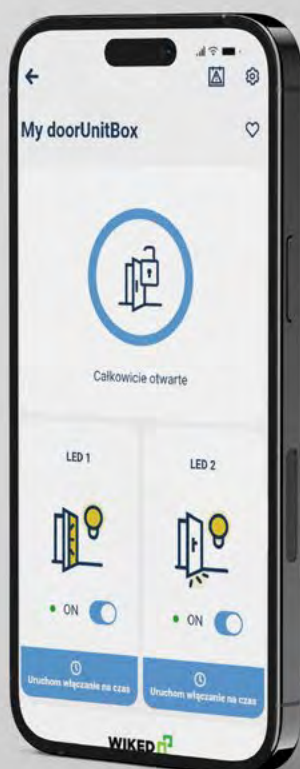 My doorUnitBox
Całkowicie otwarte
LED 1
LED 2
ON
ON
Uruchom włączanie na czas
Uruchom włączanie na czas
WIKED